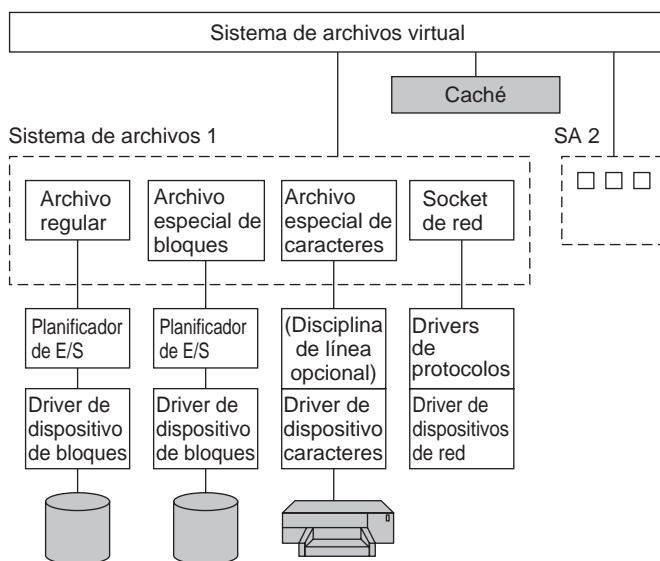 Sistema de archivos virtual
Caché
Sistema de archivos 1
SA 2
Archivo
regular
Archivo
especial de
bloques
Archivo
especial de
caracteres
Socket
de red
Planificador
de E/S
Planificador
de E/S
(Disciplina
de línea
opcional)
Drivers
de
protocolos
Driver de
dispositivo
de bloques
Driver de
dispositivo
de bloques
Driver de
dispositivo
caracteres
Driver de
dispositivos
de red